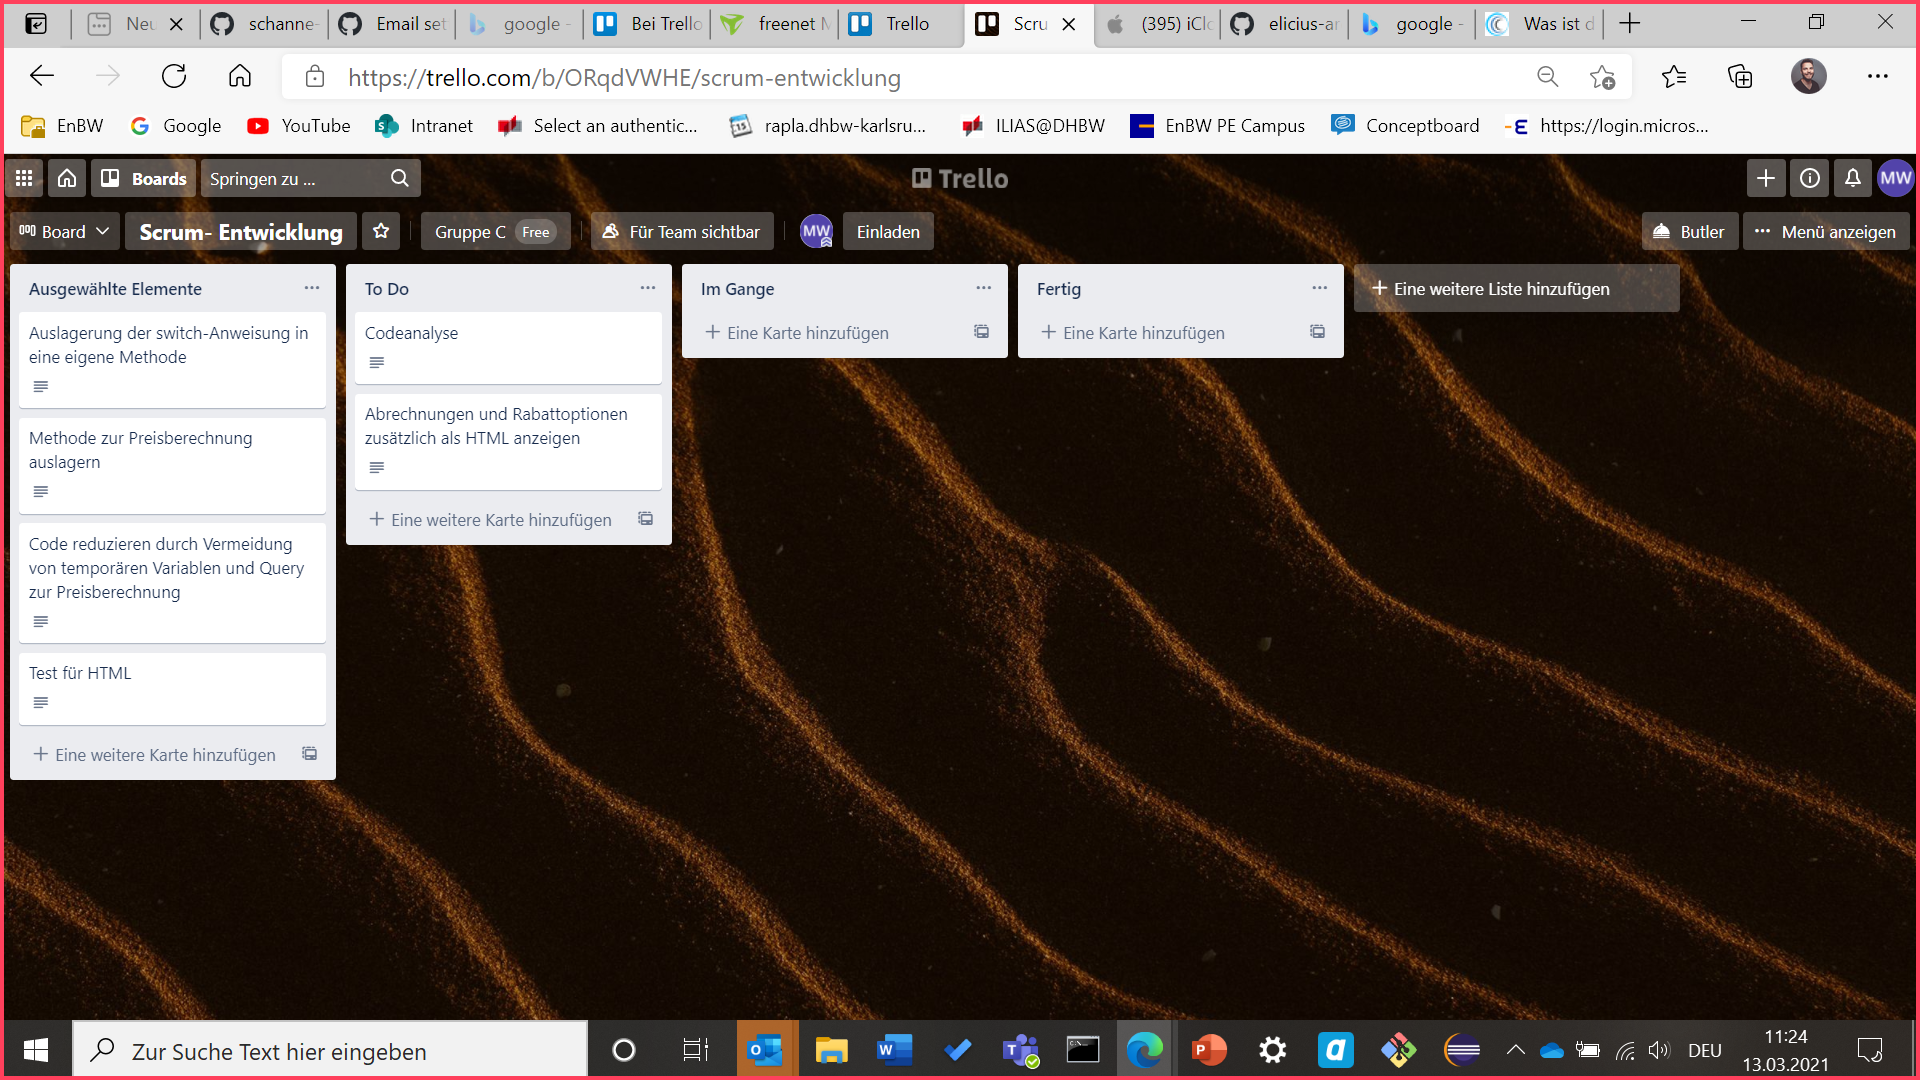 Neu
schanne-
Email set
google -
Bei Trello
freenet M
Trello
Scru
(395) iClo
elicius-ar
google -
Was ist d
https://trello.com/b/ORqdVWHE/scrum-entwicklung
EnBW
Google
YouTube
Intranet
Select an authentic...
rapla.dhbw-karlsru...
ILIAS@DHBW
EnBW PE Campus
Conceptboard
https://login.micros...
Boards
Springen zu ...
Trello
MW
Board
Scrum- Entwicklung
Gruppe C Free
Für Team sichtbar
MW
Einladen
Butler
Menü anzeigen
Ausgewählte Elemente
Auslagerung der switch-Anweisung in
eine eigene Methode
Methode zur Preisberechnung
auslagern
Code reduzieren durch Vermeidung
von temporären Variablen und Query
zur Preisberechnung
Test für HTML
Eine weitere Karte hinzufügen
To Do
Codeanalyse
Abrechnungen und Rabattoptionen
zusätzlich als HTML anzeigen
Eine weitere Karte hinzufügen
Im Gange
Eine Karte hinzufügen
Fertig
Eine Karte hinzufügen
Eine weitere Liste hinzufügen
Zur Suche Text hier eingeben
DEU
11:24
13.03.2021